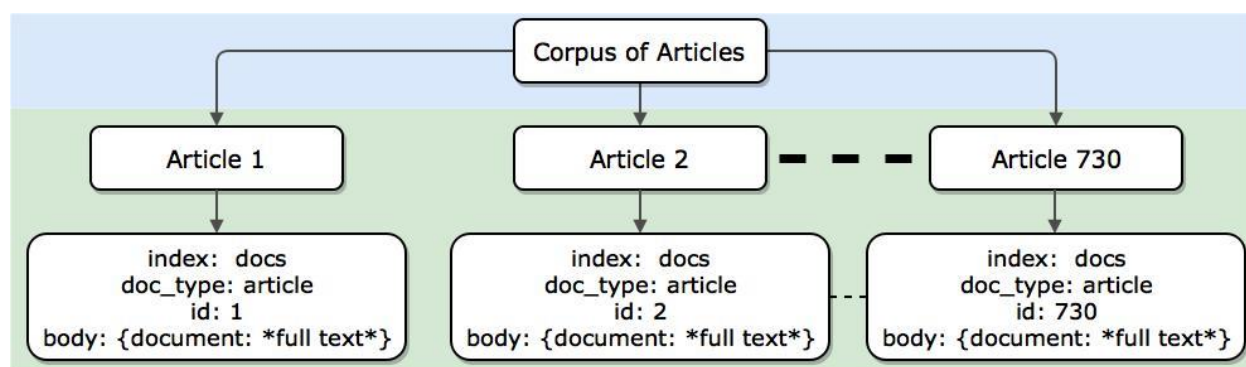 Corpus of Articles
Article 1
Article 2
Article 730
index: docs
doc_type: article
id: 1
body: {document: *full text*}
index: docs
doc_type: article
id: 2
body: {document: *full text*}
index: docs
doc_type: article
id: 730
body: {document: *full text*}